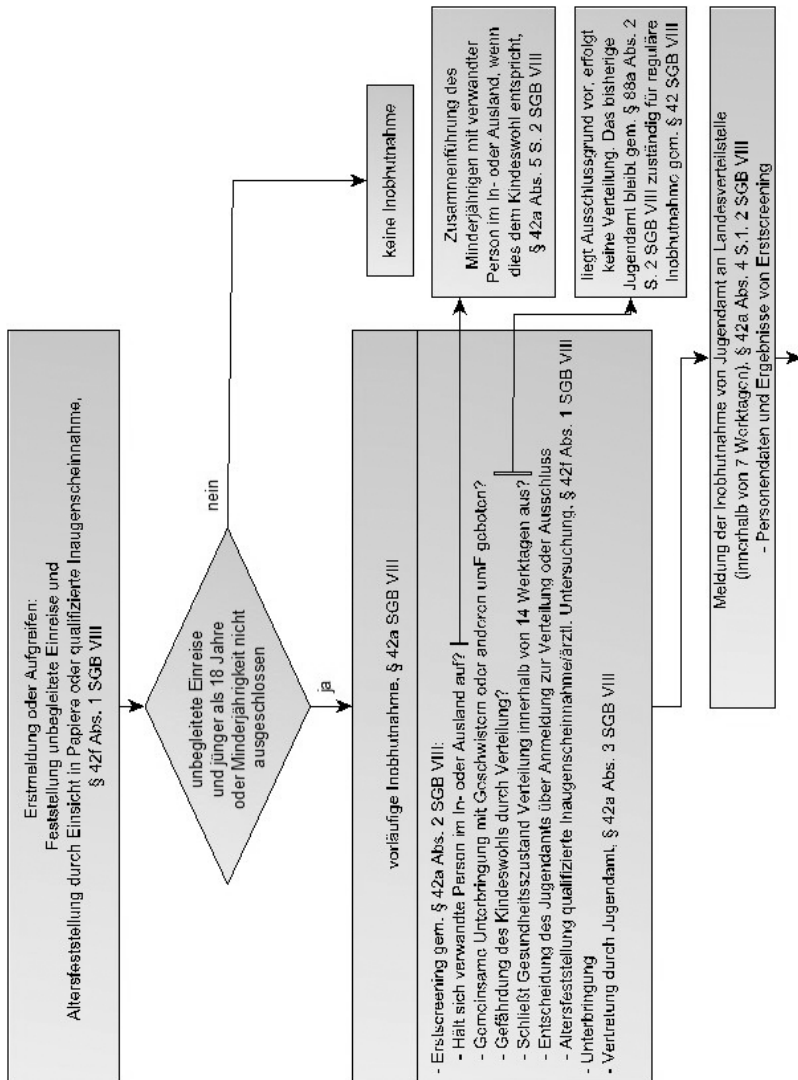 Erstmeldung oder Aufgreifen:
Feststellung unbegleitete Einreise und
Altersfeststellung durch Einsicht in Papiere oder qualifizierte Inaugenscheinnahme,
§ 42f Abs. 1 SGB VIII
unbegleitete Einreise
und jünger als 18 Jahre
oder Minderjährigkeit nicht
ausgeschlossen
nein
keine Inobhutnahme
ja
vorläufige Inobhutnahme, § 42a SGB VIII
- Erstscreening gem. § 42a Abs. 2 SGB VIII:
- Hält sich verwandte Person im In- oder Ausland auf?
- Gemeinsame Unterbringung mit Geschwistern oder anderen umF geboten?
- Gefährdung des Kindeswohls durch Verteilung?
- Schließt Gesundheitszustand Verteilung innerhalb von 14 Werktagen aus?
- Entscheidung des Jugendamts über Anmeldung zur Verteilung oder Ausschluss
- Altersfeststellung qualifizierte Inaugenscheinnahme/ärztl. Untersuchung, § 42f Abs. 1 SGB VIII
- Unterbringung
- Vertretung durch Jugendamt, § 42a Abs. 3 SGB VIII
Zusammenführung des
Minderjährigen mit verwandter
Person im In- oder Ausland, wenn
dies dem Kindeswohl entspricht,
§ 42a Abs. 5 S. 2 SGB VIII
liegt Ausschlussgrund vor, erfolgt
keine Verteilung. Das bisherige
Jugendamt bleibt gem. § 88a Abs. 2
S. 2 SGB VIII zuständig für reguläre
Inobhutnahme gem. § 42 SGB VIII
Meldung der Inobhutnahme von Jugendamt an Landesverteilstelle
(innerhalb von 7 Werktagen), § 42a Abs. 4 S.1, 2 SGB VIII
- Personendaten und Ergebnisse von Erstscreening